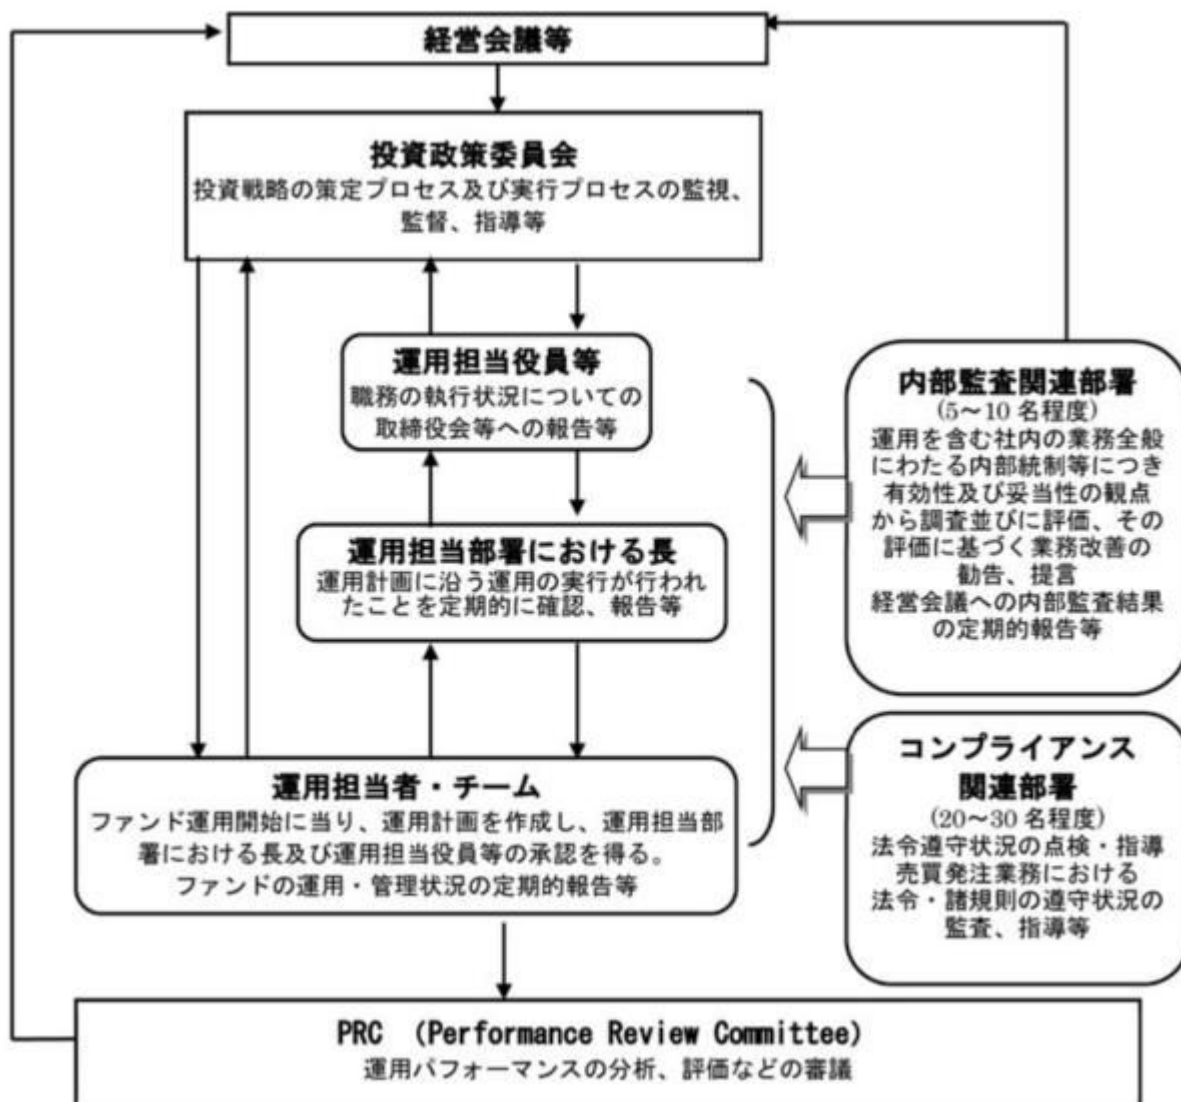 経営会議等
投資政策委員会
投資戦略の策定プロセス及び実行プロセスの監視、
監督、指導等
運用担当役員等
職務の執行状況についての
取締役会等への報告等
運用担当部署における長
運用計画に沿う運用の実行が行われ
たことを定期的に確認、報告等
運用担当者・チーム
ファンド運用開始に当り、運用計画を作成し、運用担当部
署における長及び運用担当役員等の承認を得る。
ファンドの運用・管理状況の定期的報告等
内部監査関連部署
(5～10 名程度)
運用を含む社内の業務全般
にわたる内部統制等につき
有効性及び妥当性の観点
から調査並びに評価、その
評価に基づく業務改善の
勧告、提言
経営会議への内部監査結果
の定期的報告等
コンプライアンス
関連部署
(20～30 名程度)
法令遵守状況の点検・指導
売買発注業務における
法令・諸規則の遵守状況の
監査、指導等
PRC （Performance Review Committee)
運用パフォーマンスの分析、評価などの審議